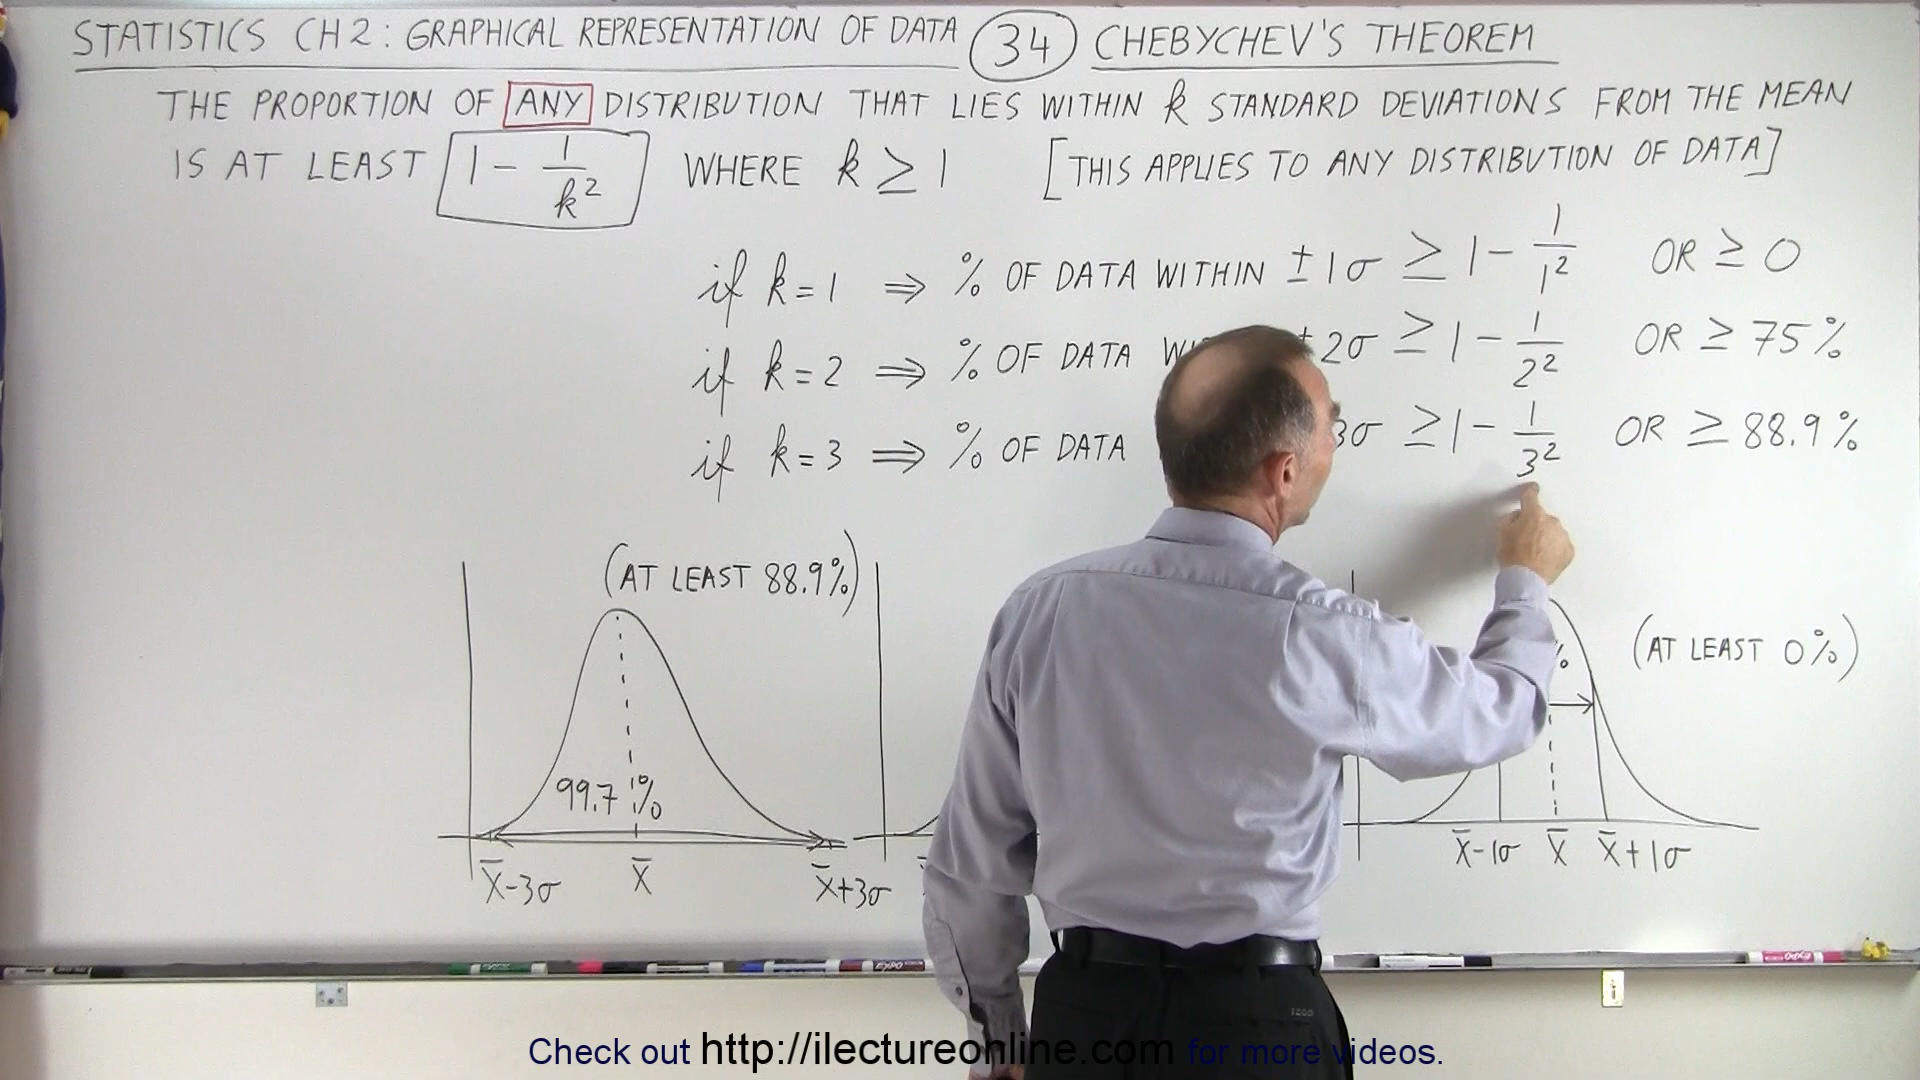 STATISTICS CH 2: GRAPHICAL REPRESENTATION OF DATA 34 CHEBYCHEV'S THEOREM
THE PROPORTION OF ANY DISTRIBUTION THAT LIES WITHIN k STANDARD DEVIATIONS FROM THE MEAN
IS AT LEAST 1 - 1/k² WHERE k ≥ 1 [THIS APPLIES TO ANY DISTRIBUTION OF DATA]
if k=1 ⇒ % OF DATA WITHIN ±1σ ≥ 1 - 1/1² OR ≥ 0
if k=2 ⇒ % OF DATA 2σ ≥ 1 - 1/2² OR ≥ 75%
if k=3 ⇒ % OF DATA 3σ ≥ 1 - 1/3² OR ≥ 88.9%
(AT LEAST 88.9%)
(AT LEAST 0%)
99.7%
%
x̄-3σ x̄ x̄+3σ
x̄-1σ x̄ x̄+1σ
EXPO
EXPO
Check out http://ilectureonline.com for more videos.